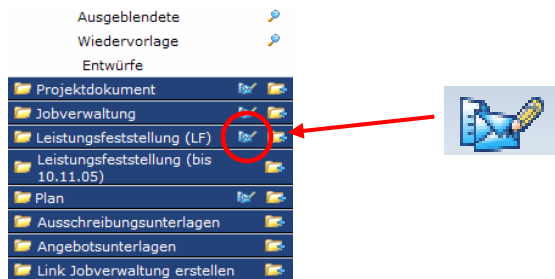 Ausgeblendete
Wiedervorlage
Entwürfe
Projektdokument
Jobverwaltung
Leistungsfeststellung (LF)
Leistungsfeststellung (bis
10.11.05)
Plan
Ausschreibungsunterlagen
Angebotsunterlagen
Link Jobverwaltung erstellen